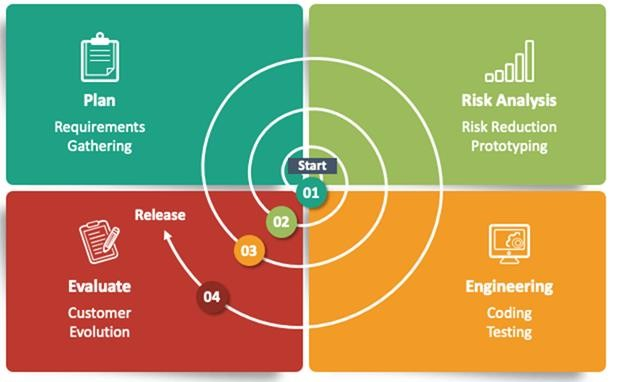 Plan
Requirements
Gathering
Risk Analysis
Risk Reduction
Prototyping
Start
01
02
03
04
Release
Evaluate
Customer
Evolution
Engineering
Coding
Testing